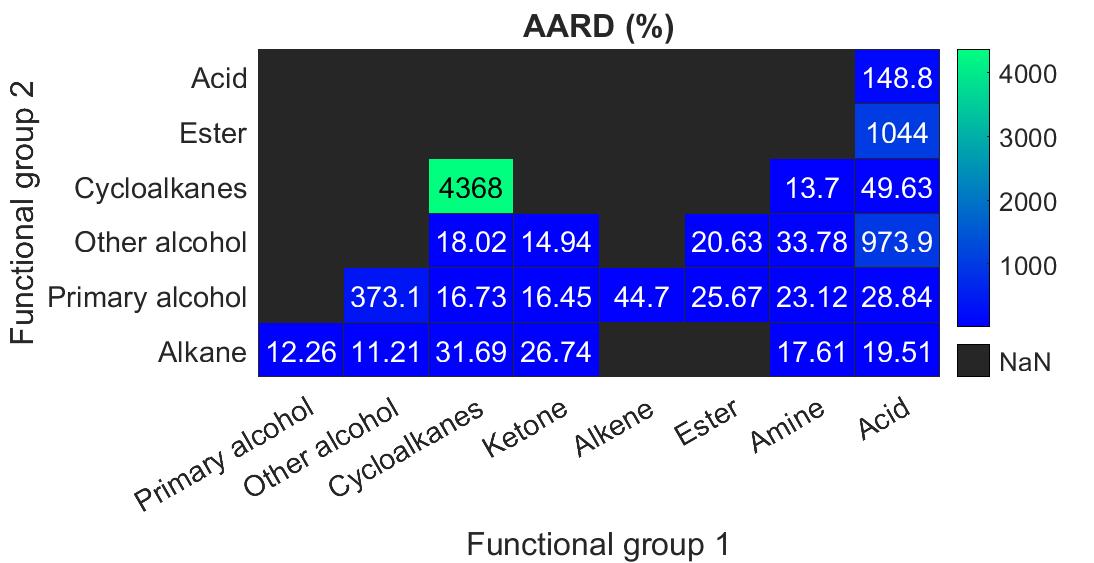 AARD (%)
Functional group 2
Acid
148.8
Ester
1044
Cycloalkanes
4368 13.7 49.63
Other alcohol
18.02 14.94 20.63 33.78 973.9
Primary alcohol
373.1 16.73 16.45 44.7 25.67 23.12 28.84
Alkane
12.26 11.21 31.69 26.74 17.61 19.51
Primary alcohol
Other alcohol
Cycloalkanes
Ketone
Alkene
Ester
Amine
Acid
Functional group 1
4000
3000
2000
1000
NaN